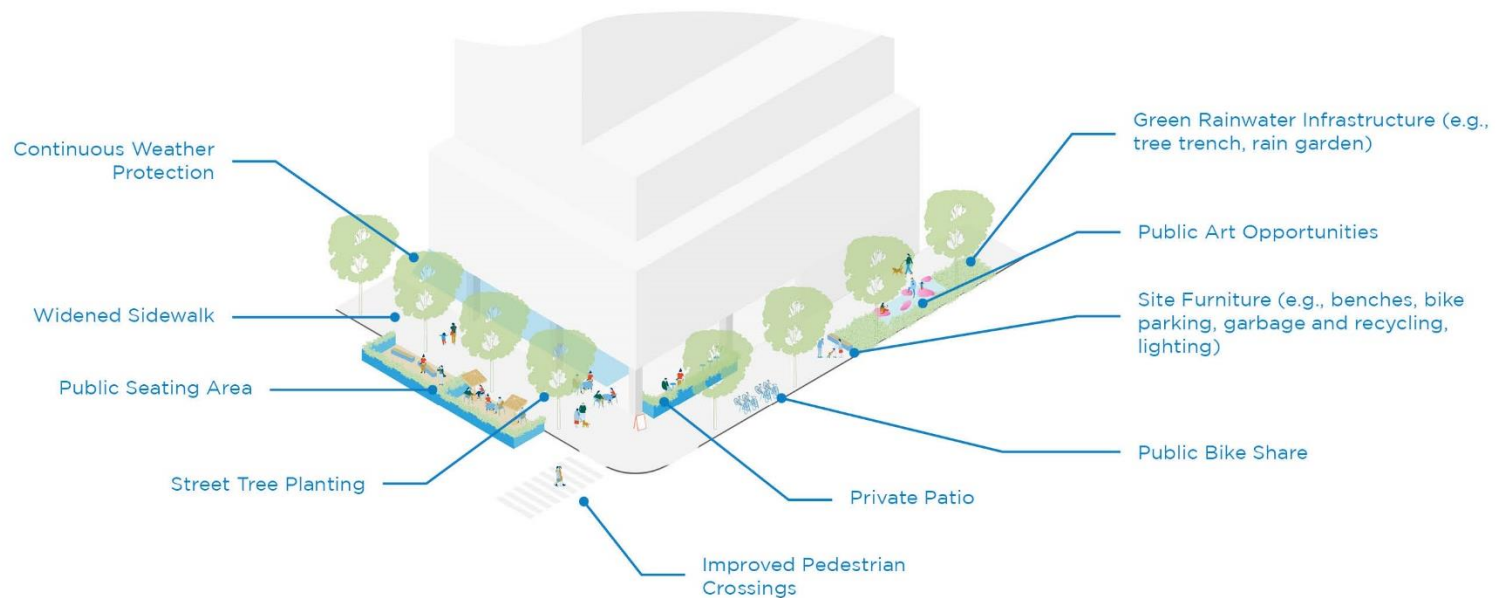 Continuous Weather
Protection
Widened Sidewalk
Public Seating Area
Street Tree Planting
Improved Pedestrian
Crossings
Private Patio
Green Rainwater Infrastructure (e.g.,
tree trench, rain garden)
Public Art Opportunities
Site Furniture (e.g., benches, bike
parking, garbage and recycling,
lighting)
Public Bike Share